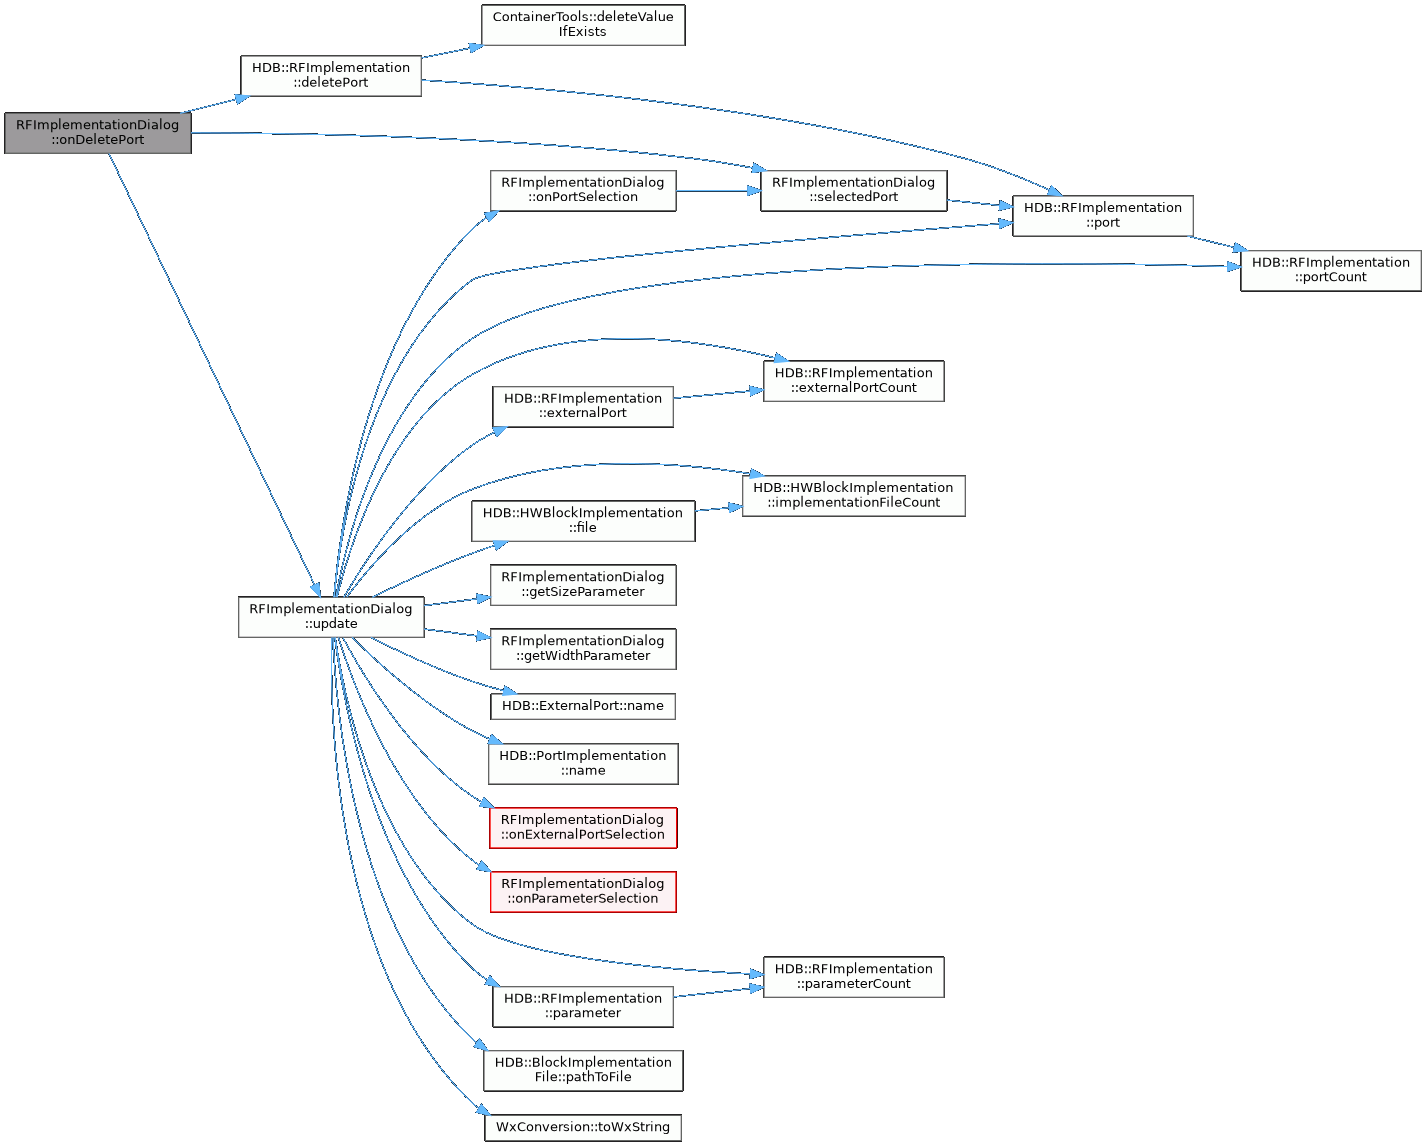 ContainerTools::deleteValue
IfExists
HDB::RFImplementation
::deletePort
RFImplementationDialog
::onDeletePort
RFImplementationDialog
::onPortSelection
RFImplementationDialog
::selectedPort
HDB::RFImplementation
::port
HDB::RFImplementation
::portCount
HDB::RFImplementation
::externalPortCount
HDB::RFImplementation
::externalPort
HDB::HWBlockImplementation
::implementationFileCount
HDB::HWBlockImplementation
::file
RFImplementationDialog
::getSizeParameter
RFImplementationDialog
::update
RFImplementationDialog
::getWidthParameter
HDB::ExternalPort::name
HDB::PortImplementation
::name
RFImplementationDialog
::onExternalPortSelection
RFImplementationDialog
::onParameterSelection
HDB::RFImplementation
::parameterCount
HDB::RFImplementation
::parameter
HDB::BlockImplementation
File::pathToFile
WxConversion::toWxString